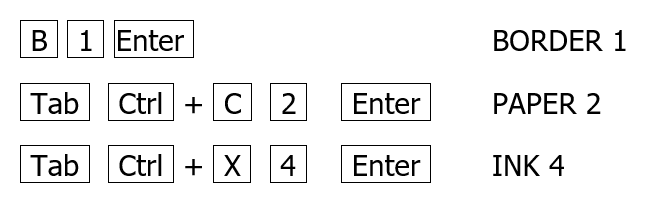 B 1 Enter BORDER 1
Tab Ctrl + C 2 Enter PAPER 2
Tab Ctrl + X 4 Enter INK 4